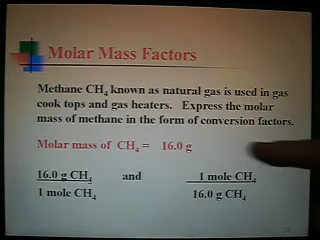 Molar Mass Factors
Methane CH₄ known as natural gas is used in gas
cook tops and gas heaters. Express the molar
mass of methane in the form of conversion factors.
Molar mass of CH₄ = 16.0 g
16.0 g CH₄ and 1 mole CH₄
1 mole CH₄ 16.0 g CH₄